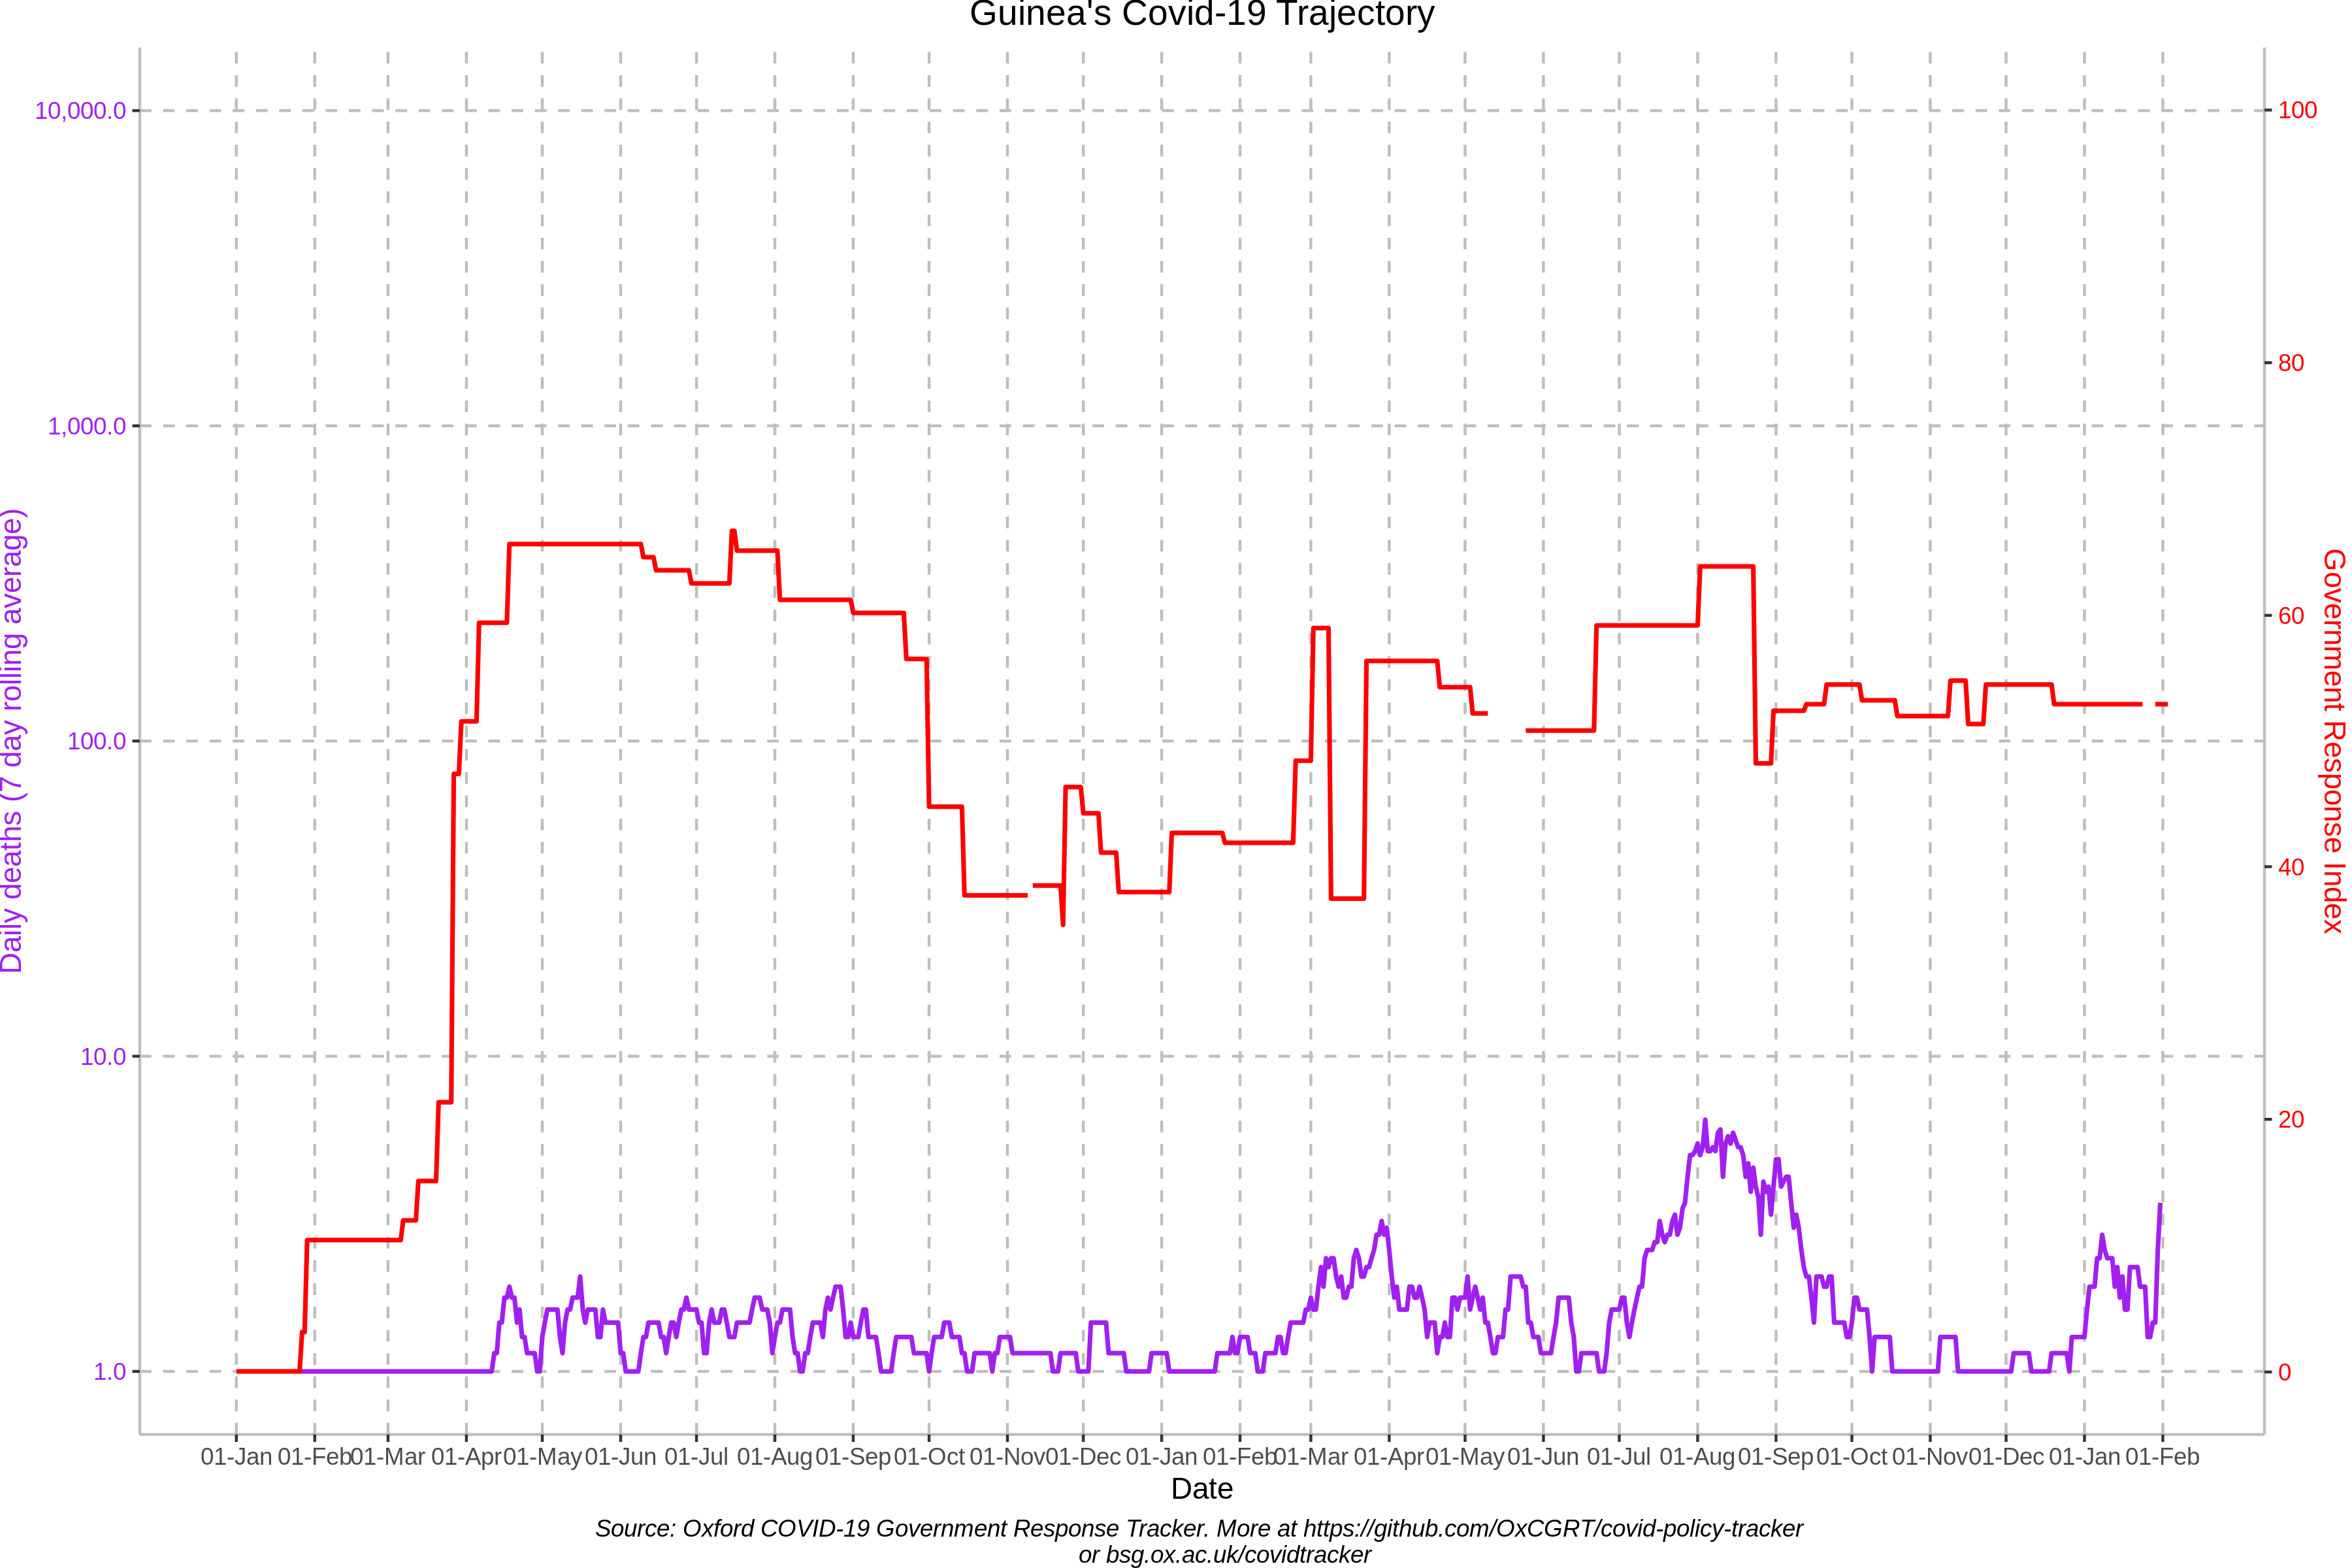 Guinea's Covid-19 Trajectory
10,000.0
1,000.0
100.0
10.0
1.0
Daily deaths (7 day rolling average)
100
80
60
40
20
0
Government Response Index
01-Jan 01-Feb 01-Mar 01-Apr 01-May 01-Jun 01-Jul 01-Aug 01-Sep 01-Oct 01-Nov 01-Dec 01-Jan 01-Feb 01-Mar 01-Apr 01-May 01-Jun 01-Jul 01-Aug 01-Sep 01-Oct 01-Nov 01-Dec 01-Jan 01-Feb
Date
Source: Oxford COVID-19 Government Response Tracker. More at https://github.com/OxCGRT/covid-policy-tracker
or bsg.ox.ac.uk/covidtracker